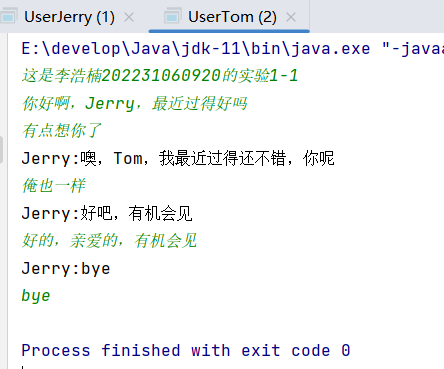 UserJerry (1) × UserTom (2) ×
E:\develop\Java\jdk-11\bin\java.exe "-javaa
这是李浩楠202231060920的实验1-1
你好啊，Jerry，最近过得好吗
有点想你了
Jerry:噢，Tom，我最近过得还不错，你呢
俺也一样
Jerry:好吧，有机会见
好的，亲爱的，有机会见
Jerry:bye
bye
Process finished with exit code 0